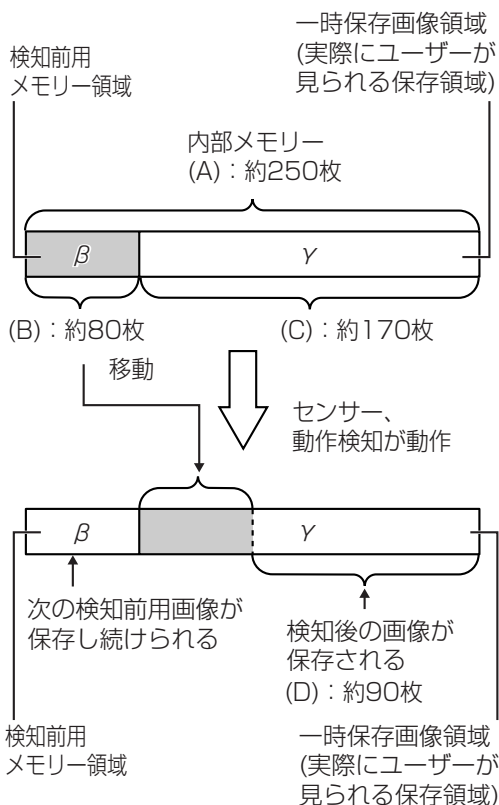 一時保存画像領域
(実際にユーザーが
見られる保存領域)
検知前用
メモリー領域
内部メモリー
(A)：約250枚
β
γ
(B)：約80枚
(C)：約170枚
移動
センサー、
動作検知が動作
β
γ
次の検知前用画像が
保存し続けられる
検知後の画像が
保存される
(D)：約90枚
検知前用
メモリー領域
一時保存画像領域
(実際にユーザーが
見られる保存領域)